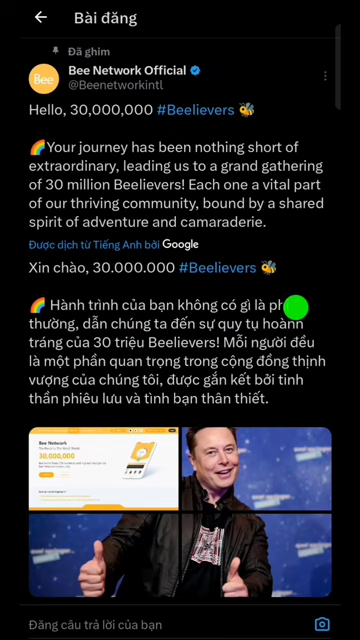 Bài đăng
Đã ghim
Bee Network Official
@Beenetworkintl
Bee
Hello, 30,000,000 #Beelievers 🐝
🌈Your journey has been nothing short of
extraordinary, leading us to a grand gathering
of 30 million Beelievers! Each one a vital part
of our thriving community, bound by a shared
spirit of adventure and camaraderie.
Được dịch từ Tiếng Anh bởi Google
Xin chào, 30.000.000 #Beelievers 🐝
🌈 Hành trình của bạn không có gì là
thường, dẫn chúng ta đến sự quy tụ hoành
tráng của 30 triệu Beelievers! Mỗi người đều
là một phần quan trọng trong cộng đồng thịnh
vượng của chúng tôi, được gắn kết bởi tinh
thần phiêu lưu và tình bạn thân thiết.
Bee Network
30,000,000
Đăng câu trả lời của bạn